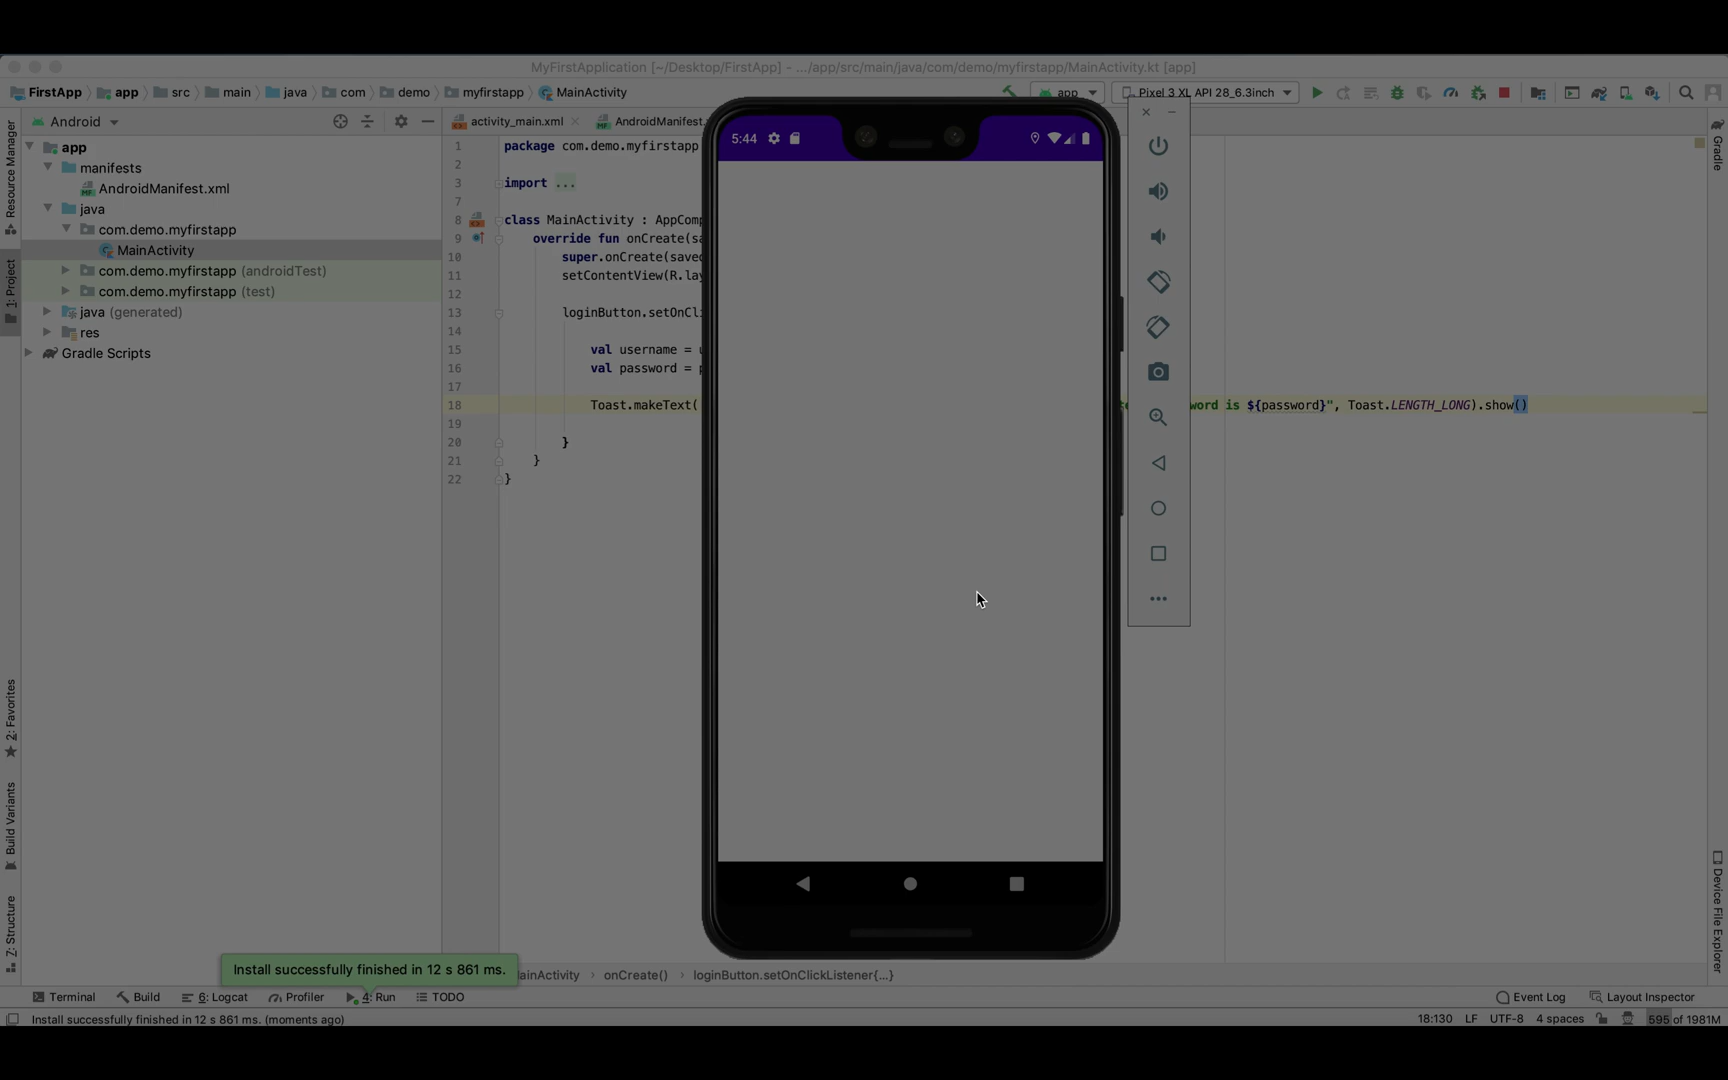 MyFirstApplication [~/Desktop/FirstApp] - .../app/src/main/java/com/demo/myfirstapp/MainActivity.kt [app]
FirstApp app src main java com demo myfirstapp MainActivity app Pixel 3 XL API 28_6.3inch
Android
activity_main.xml AndroidManifest.
app
manifests
AndroidManifest.xml
java
com.demo.myfirstapp
MainActivity
com.demo.myfirstapp (androidTest)
com.demo.myfirstapp (test)
java (generated)
res
Gradle Scripts
Resource Manager
1: Project
2: Favorites
Build Variants
Z: Structure
1 package com.demo.myfirstapp
2
3 import ...
7
8 class MainActivity : AppComp
9 override fun onCreate(sa
10 super.onCreate(saved
11 setContentView(R.lay
12
13 loginButton.setOnCli
14
15 val username = u
16 val password = p
17
18 Toast.makeText( word is ${password}", Toast.LENGTH_LONG).show()
19
20 }
21 }
22 }
5:44
Gradle
Device File Explorer
Install successfully finished in 12 s 861 ms.
ainActivity › onCreate() › loginButton.setOnClickListener{...}
Terminal Build 6: Logcat Profiler 4: Run TODO Event Log Layout Inspector
Install successfully finished in 12 s 861 ms. (moments ago) 18:130 LF UTF-8 4 spaces 595 of 1981M